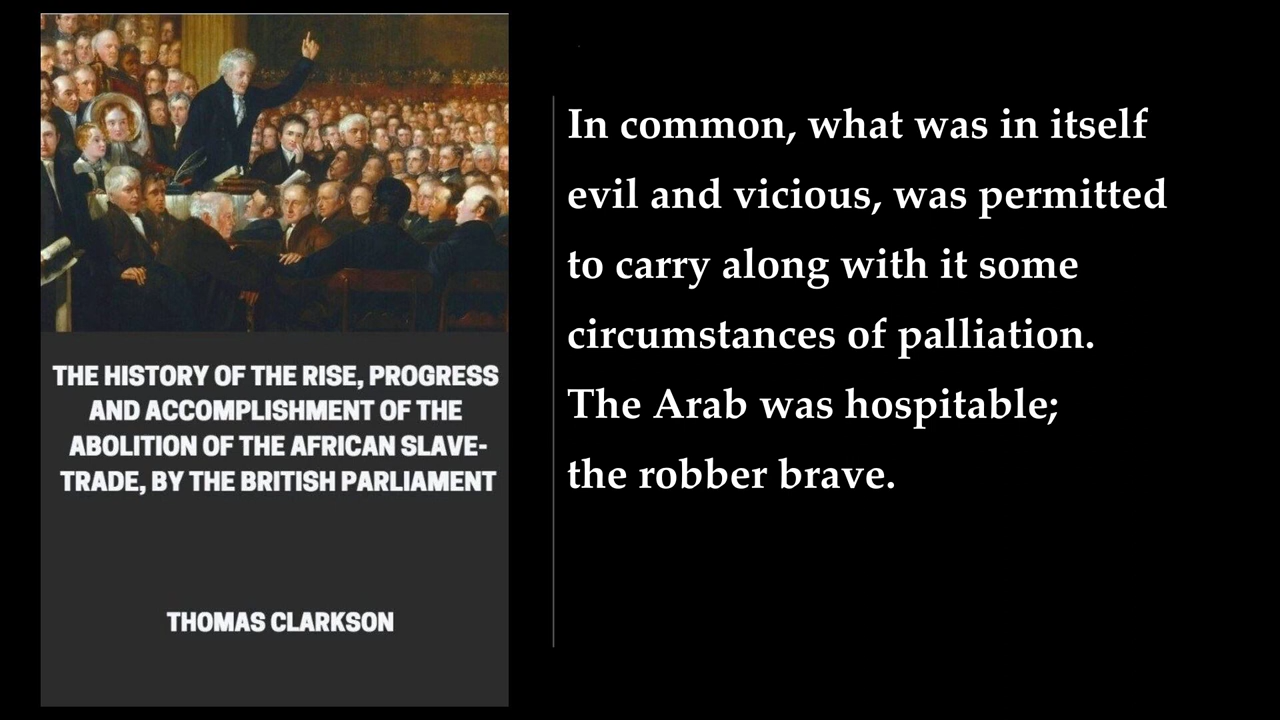 THE HISTORY OF THE RISE, PROGRESS
AND ACCOMPLISHMENT OF THE
ABOLITION OF THE AFRICAN SLAVE-
TRADE, BY THE BRITISH PARLIAMENT
THOMAS CLARKSON
In common, what was in itself
evil and vicious, was permitted
to carry along with it some
circumstances of palliation.
The Arab was hospitable;
the robber brave.